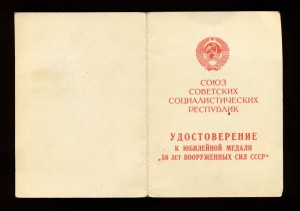 СОЮЗ
СОВЕТСКИХ
СОЦИАЛИСТИЧЕСКИХ
РЕСПУБЛИК
УДОСТОВЕРЕНИЕ
К ЮБИЛЕЙНОЙ МЕДАЛИ
„50 ЛЕТ ВООРУЖЕННЫХ СИЛ СССР“